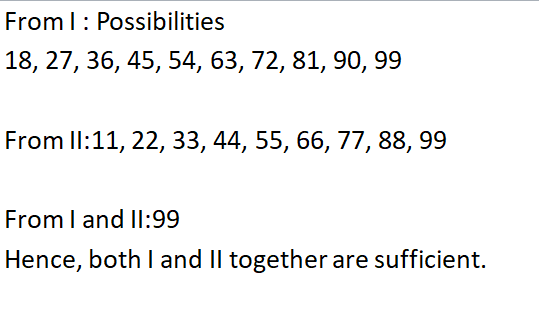 From I : Possibilities
18, 27, 36, 45, 54, 63, 72, 81, 90, 99
From II:11, 22, 33, 44, 55, 66, 77, 88, 99
From I and II:99
Hence, both I and II together are sufficient.